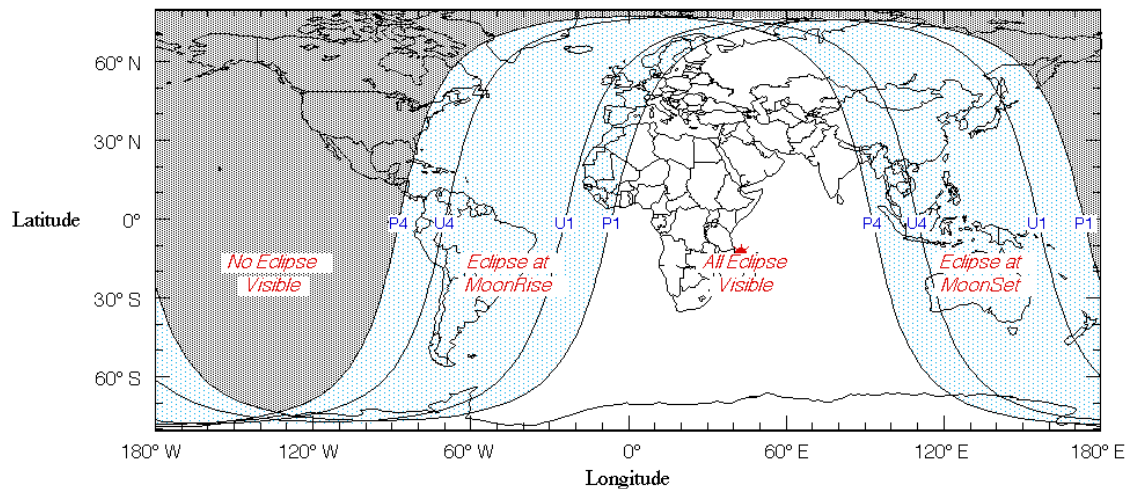 60° N
30° N
Latitude
0°
P4
U4
U1
P1
P4
U4
U1
P1
No Eclipse
Visible
Eclipse at
MoonRise
All Eclipse
Visible
Eclipse at
MoonSet
30° S
60° S
180° W
120° W
60° W
0°
60° E
120° E
180° E
Longitude